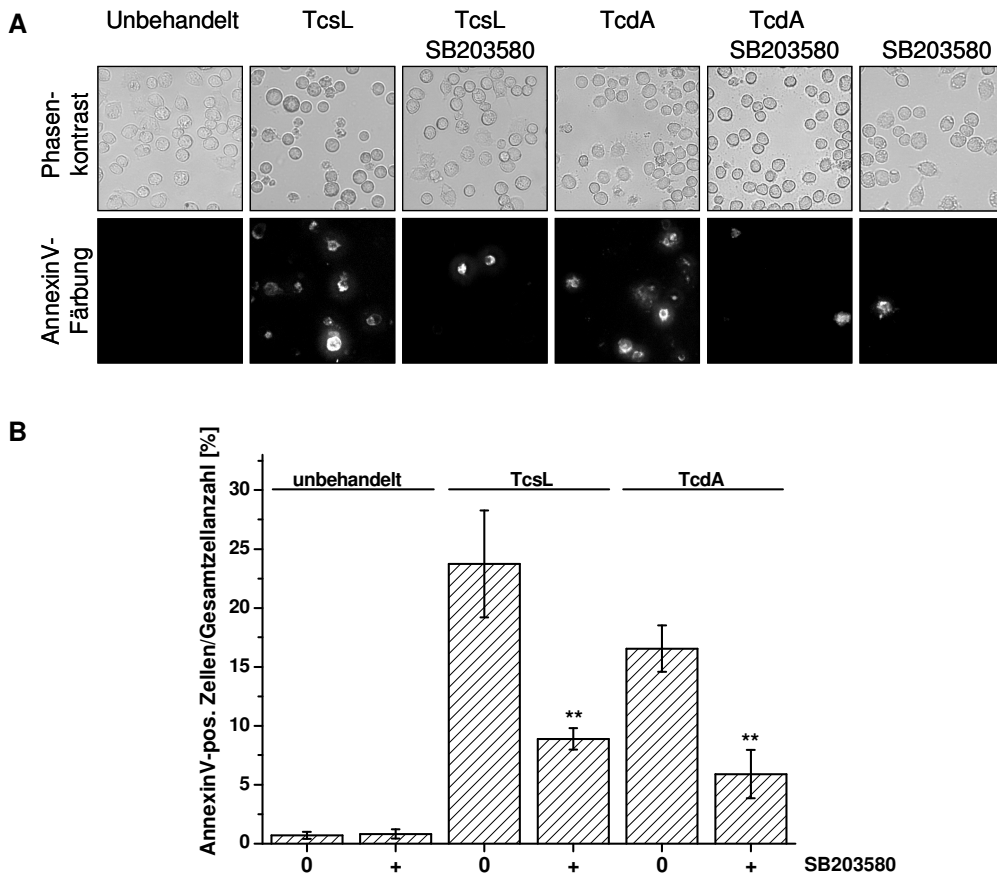 A
Unbehandelt TcsL TcsL TcdA TcdA
SB203580 SB203580 SB203580
Phasen-
kontrast
AnnexinV-
Färbung
B
AnnexinV-pos. Zellen/Gesamtzellanzahl [%]
unbehandelt TcsL TcdA
30
25
20
15
10
5
0
** **
0 + 0 + 0 + SB203580